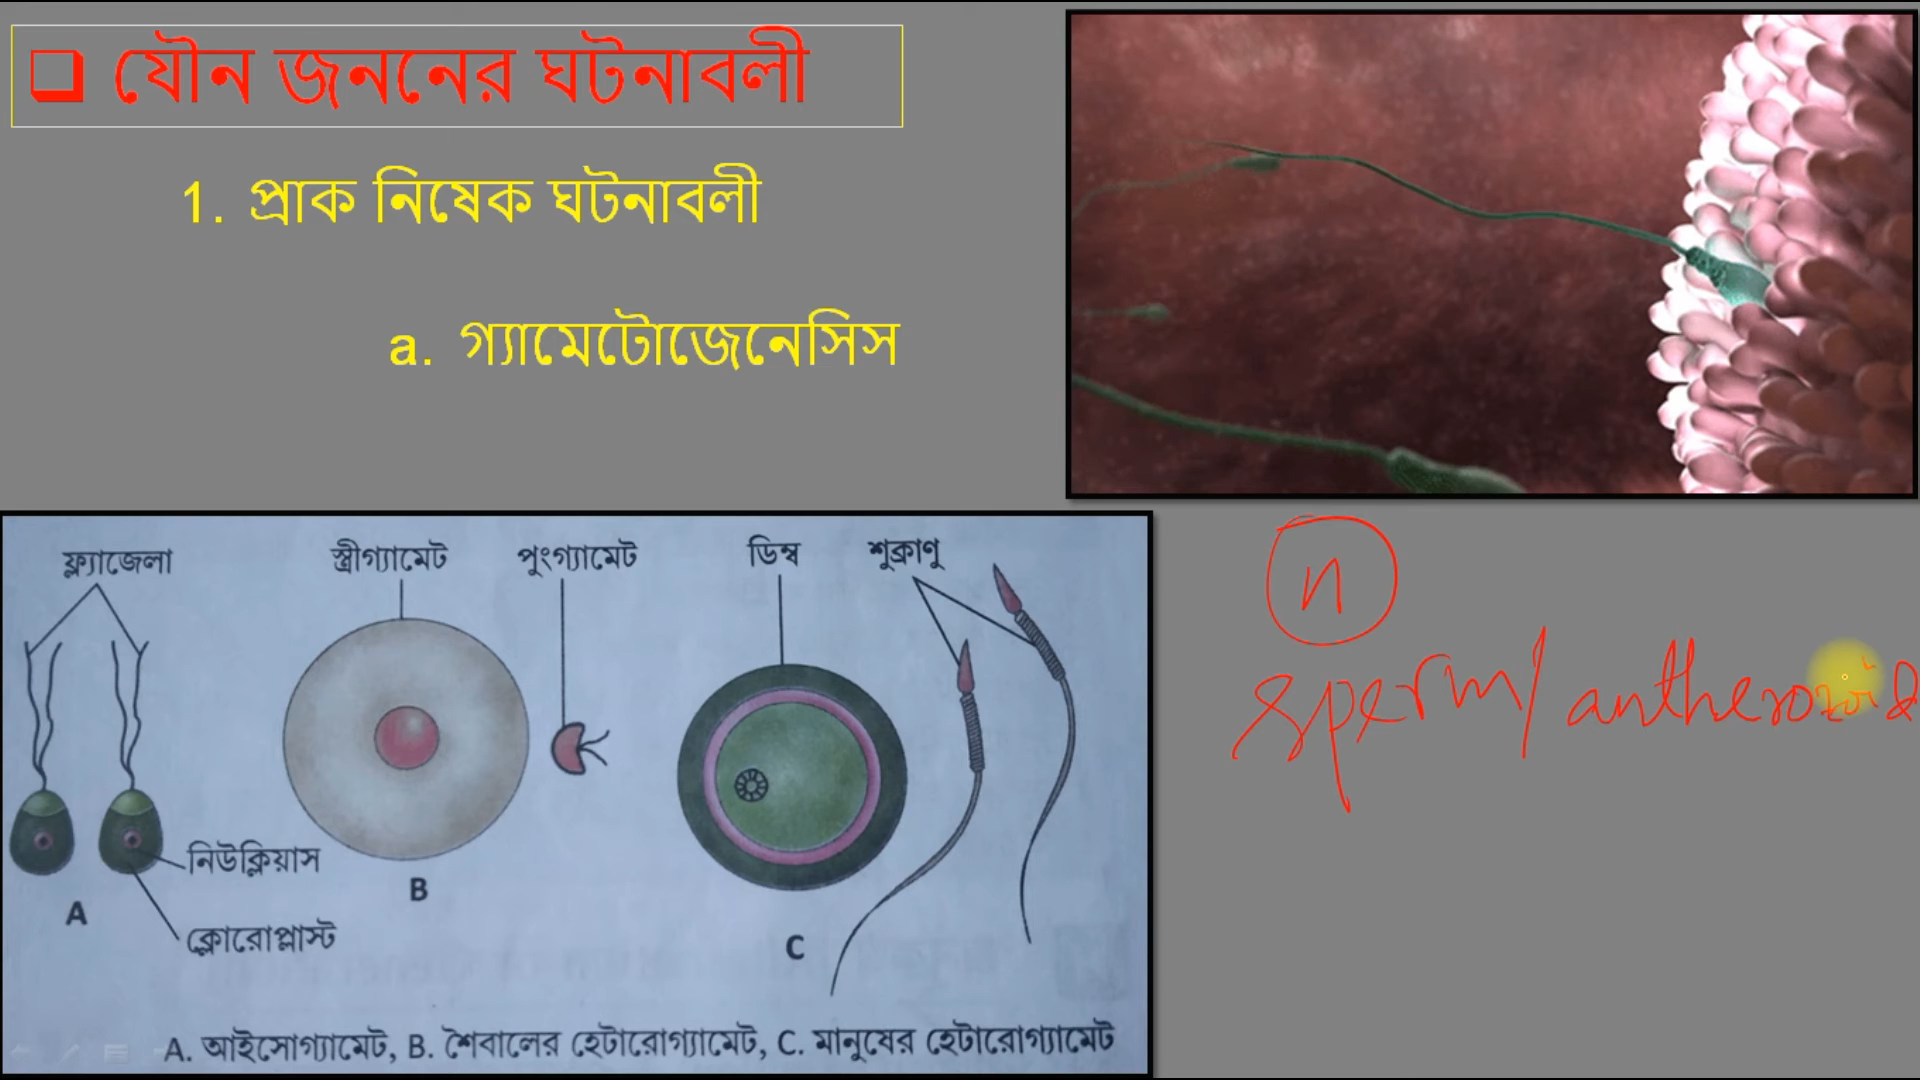 যৌন জননের ঘটনাবলী
1. প্রাক নিষেক ঘটনাবলী
a. গ্যামেটোজেনেসিস
ফ্ল্যাজেলা
স্ত্রীগ্যামেট
পুংগ্যামেট
ডিম্ব
শুক্রাণু
নিউক্লিয়াস
ক্লোরোপ্লাস্ট
A
B
C
A. আইসোগ্যামেট, B. শৈবালের হেটারোগ্যামেট, C. মানুষের হেটারোগ্যামেট
n
sperm/antherozoid